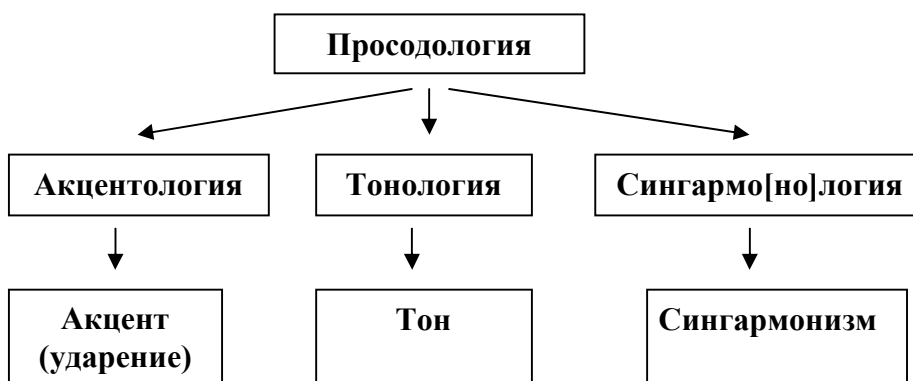 Просодология
Акцентология
Тонология
Сингармо[но]логия
Акцент
(ударение)
Тон
Сингармонизм